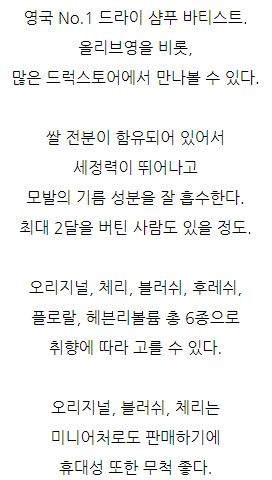 영국 No.1 드라이 샴푸 바티스트.
올리브영을 비롯,
많은 드럭스토어에서 만나볼 수 있다.
쌀 전분이 함유되어 있어서
세정력이 뛰어나고
모발의 기름 성분을 잘 흡수한다.
최대 2달을 버틴 사람도 있을 정도.
오리지널, 체리, 블러쉬, 후레쉬,
플로랄, 헤븐리볼륨 총 6종으로
취향에 따라 고를 수 있다.
오리지널, 블러쉬, 체리는
미니어처로도 판매하기에
휴대성 또한 무척 좋다.